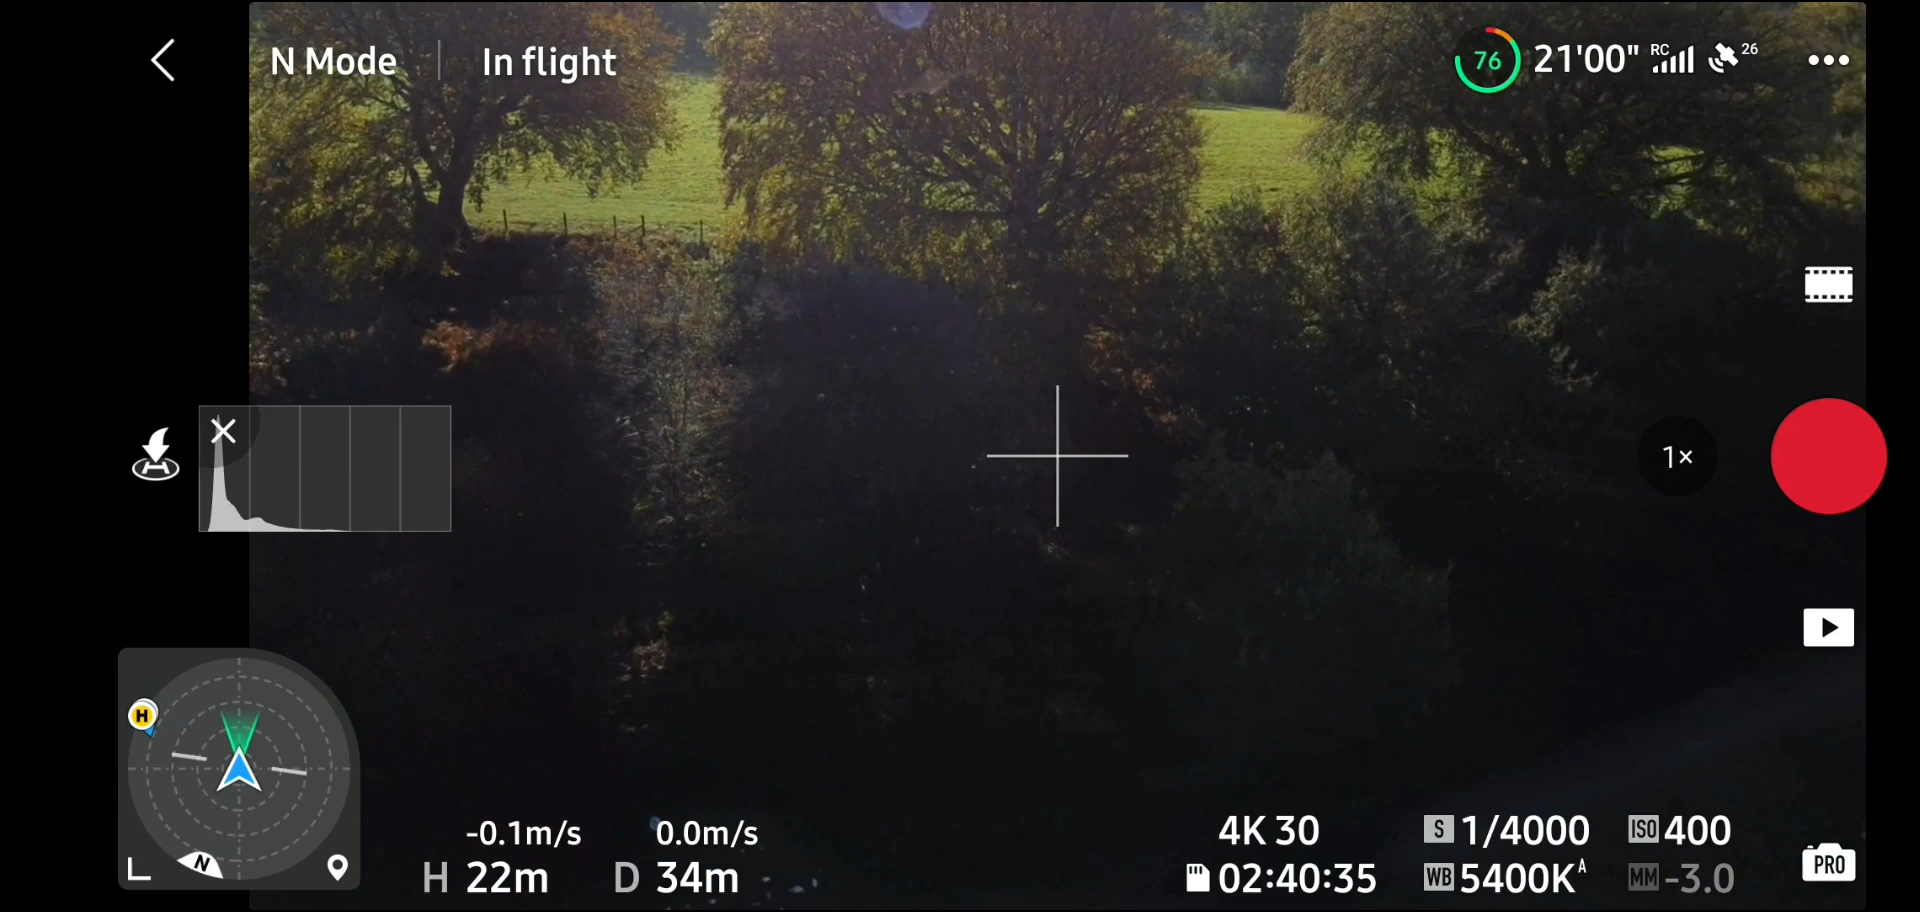 N Mode In flight 76 21'00" RC 26
1×
H
N
-0.1m/s 0.0m/s 4K 30 S 1/4000 ISO 400
H 22m D 34m 02:40:35 WB 5400K A MM -3.0 PRO